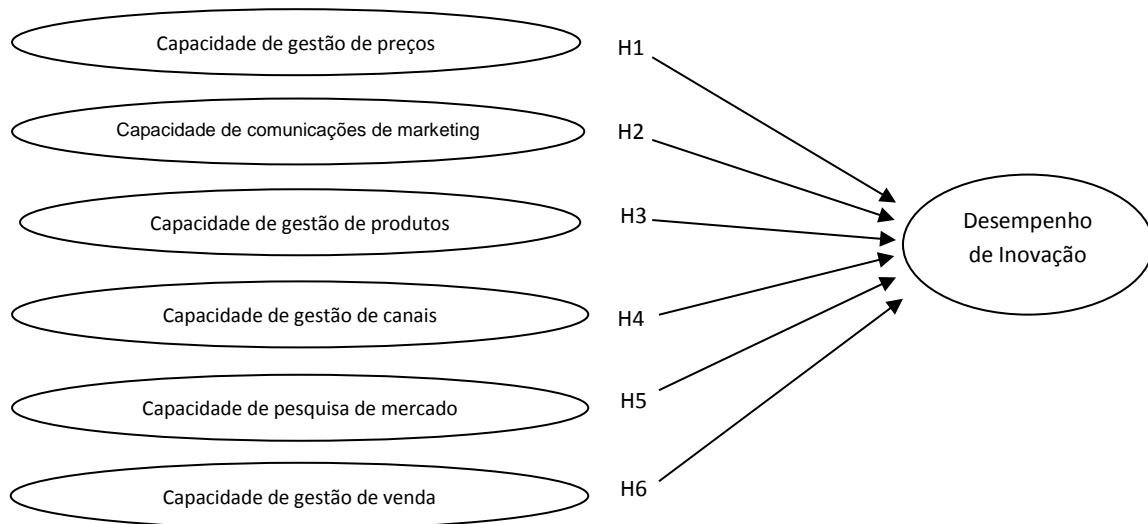 Capacidade de gestão de preços
H1
Capacidade de comunicações de marketing
H2
Capacidade de gestão de produtos
H3
Desempenho
de Inovação
Capacidade de gestão de canais
H4
Capacidade de pesquisa de mercado
H5
Capacidade de gestão de venda
H6